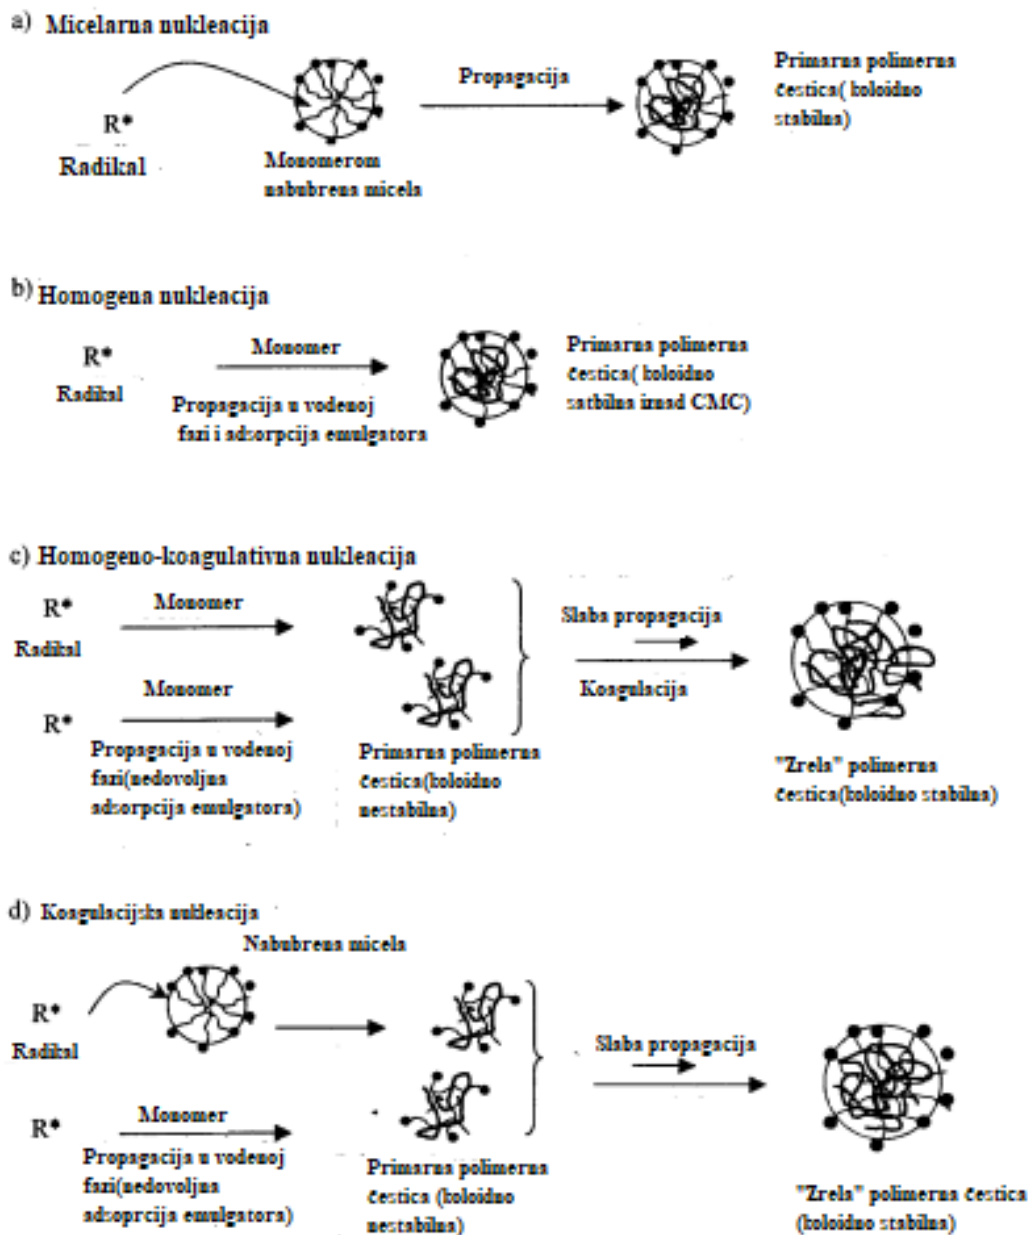 a) Micelarna nukleacija
R*
Radikal
Monomerom
nabubrena micela
Propagacija
Primarna polimerna
čestica( koloidno
stabilna)
b) Homogena nukleacija
R*
Radikal
Monomer
Propagacija u vodenoj
fazi i adsorpcija emulgatora
Primarna polimerna
čestica( koloidno
satbilna iznad CMC)
c) Homogeno-koagulativna nukleacija
R*
Radikal
Monomer
R*
Monomer
Propagacija u vodenoj
fazi(nedovoljna
adsorpcija emulgatora)
Primarna polimerna
čestica(koloidno
nestabilna)
Slaba propagacija
Koagulacija
"Zrela" polimerna
čestica(koloidno stabilna)
d) Koagulacijska nukleacija
Nabubrena micela
R*
Radikal
R*
Monomer
Propagacija u vodenoj
fazi(nedovoljna
adsoprcija emulgatora)
Primarna polimerna
čestica (koloidno
nestabilna)
Slaba propagacija
"Zrela" polimerna čestica
(koloidno stabilna)